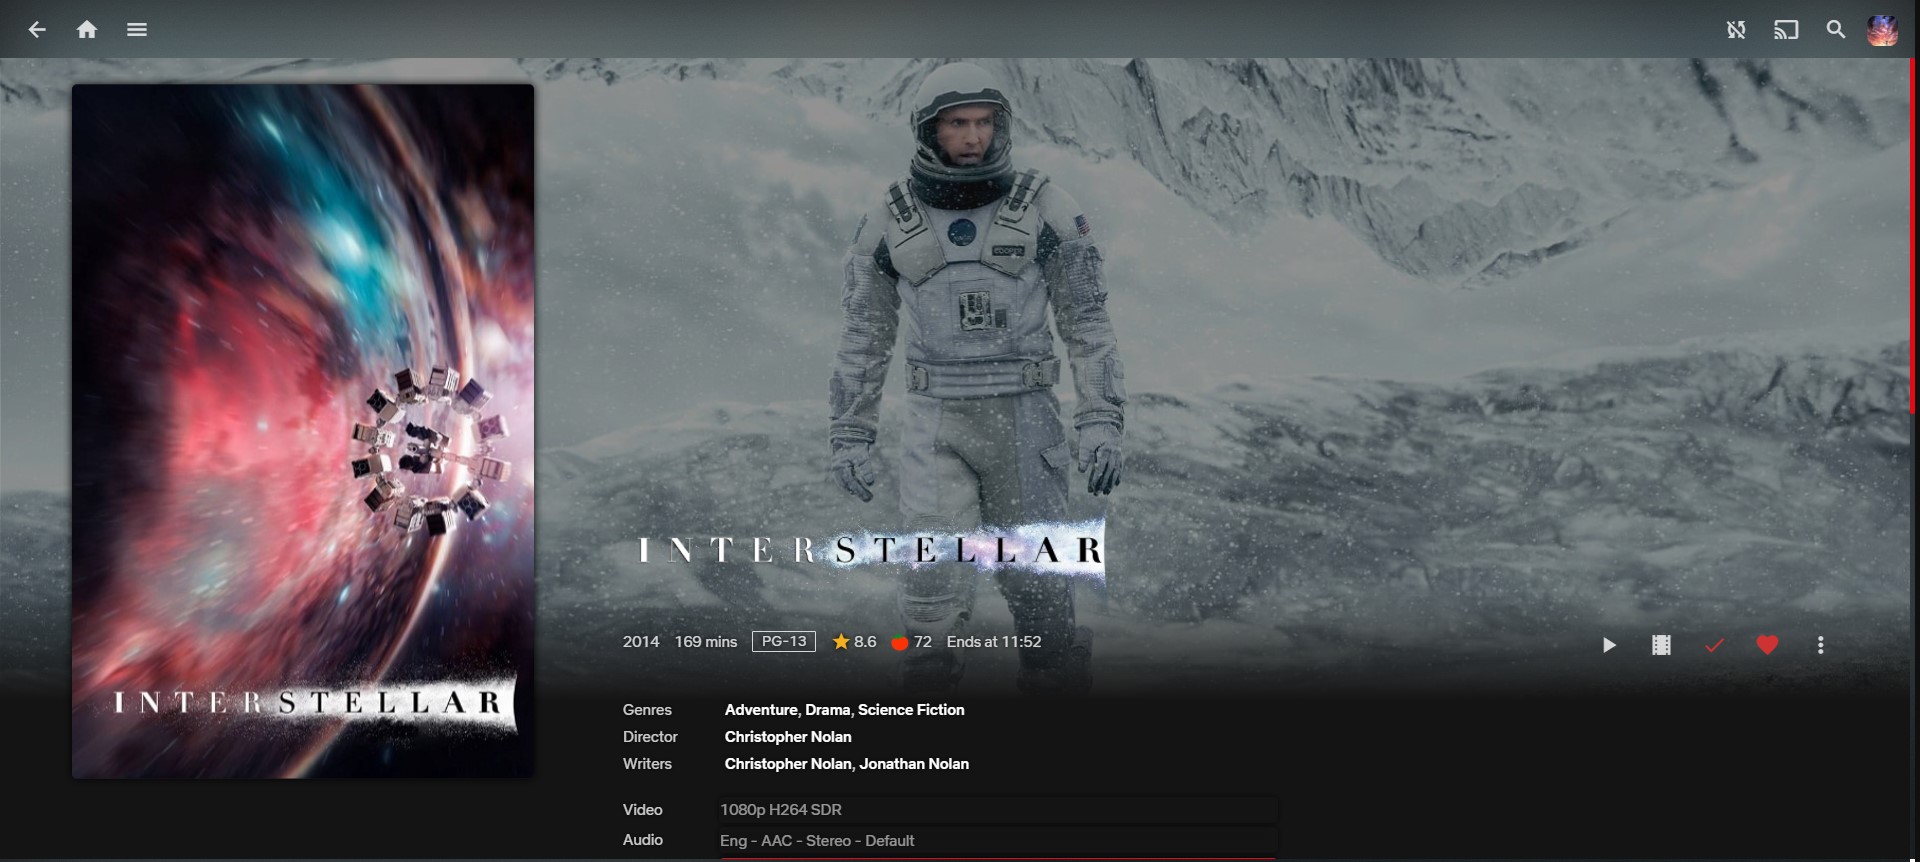 COOPER
INTERSTELLAR
INTERSTELLAR
2014 169 mins PG-13 8.6 72 Ends at 11:52
Genres Adventure, Drama, Science Fiction
Director Christopher Nolan
Writers Christopher Nolan, Jonathan Nolan
Video 1080p H264 SDR
Audio Eng - AAC - Stereo - Default